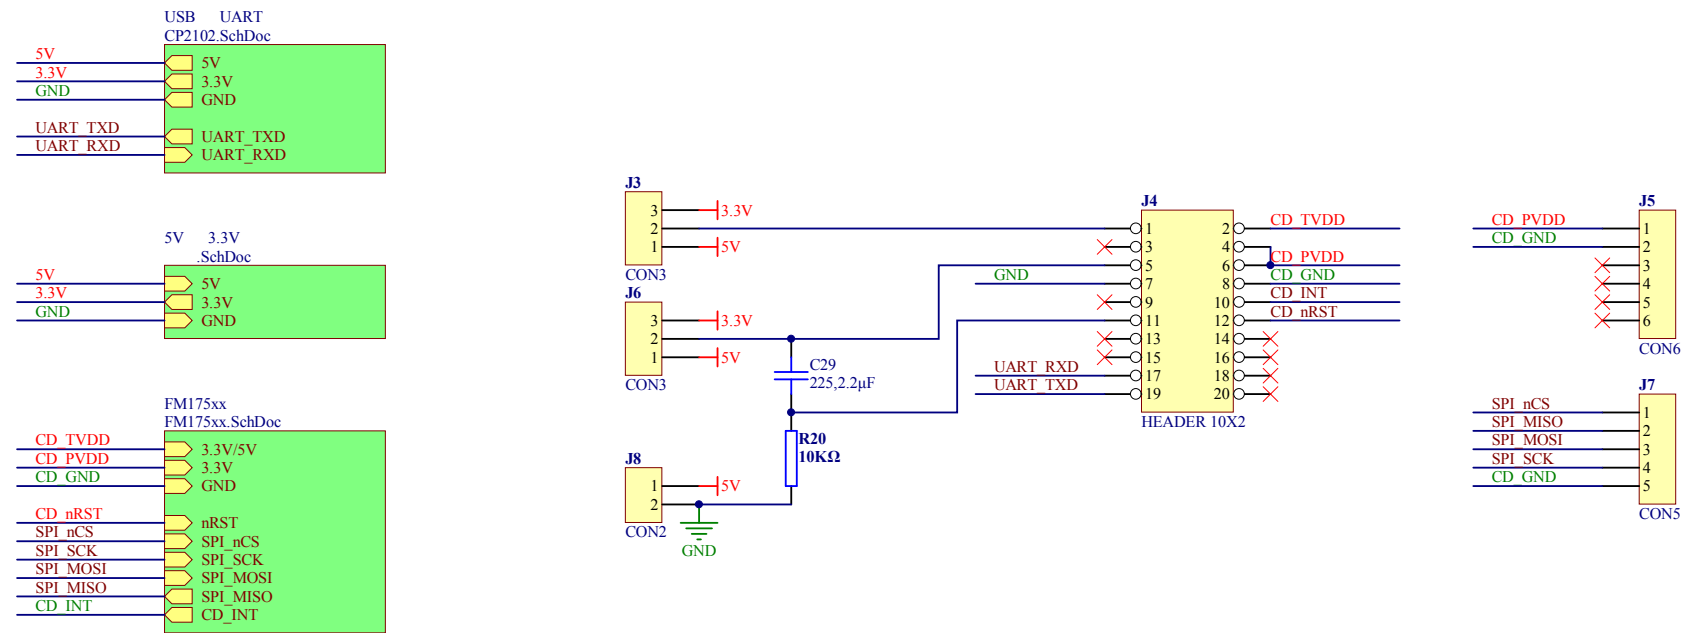 USB UART
CP2102.SchDoc
5V
3.3V
GND
UART_TXD
UART_RXD
5V
3.3V
GND
UART_TXD
UART_RXD
5V 3.3V
.SchDoc
5V
3.3V
GND
5V
3.3V
GND
FM175xx
FM175xx.SchDoc
CD_TVDD
CD_PVDD
CD_GND
CD_nRST
SPI_nCS
SPI_SCK
SPI_MOSI
SPI_MISO
CD_INT
3.3V/5V
3.3V
GND
nRST
SPI_nCS
SPI_SCK
SPI_MOSI
SPI_MISO
CD_INT
J3
3
2
1
3.3V
5V
CON3
J6
3
2
1
3.3V
5V
CON3
C29
225,2.2μF
R20
10KΩ
J8
1
2
5V
CON2
GND
J4
GND
UART_RXD
UART_TXD
1 2
3 4
5 6
7 8
9 10
11 12
13 14
15 16
17 18
19 20
CD_TVDD
CD_PVDD
CD_GND
CD_INT
CD_nRST
HEADER 10X2
J5
CD_PVDD
CD_GND
1
2
3
4
5
6
CON6
J7
SPI_nCS
SPI_MISO
SPI_MOSI
SPI_SCK
CD_GND
1
2
3
4
5
CON5